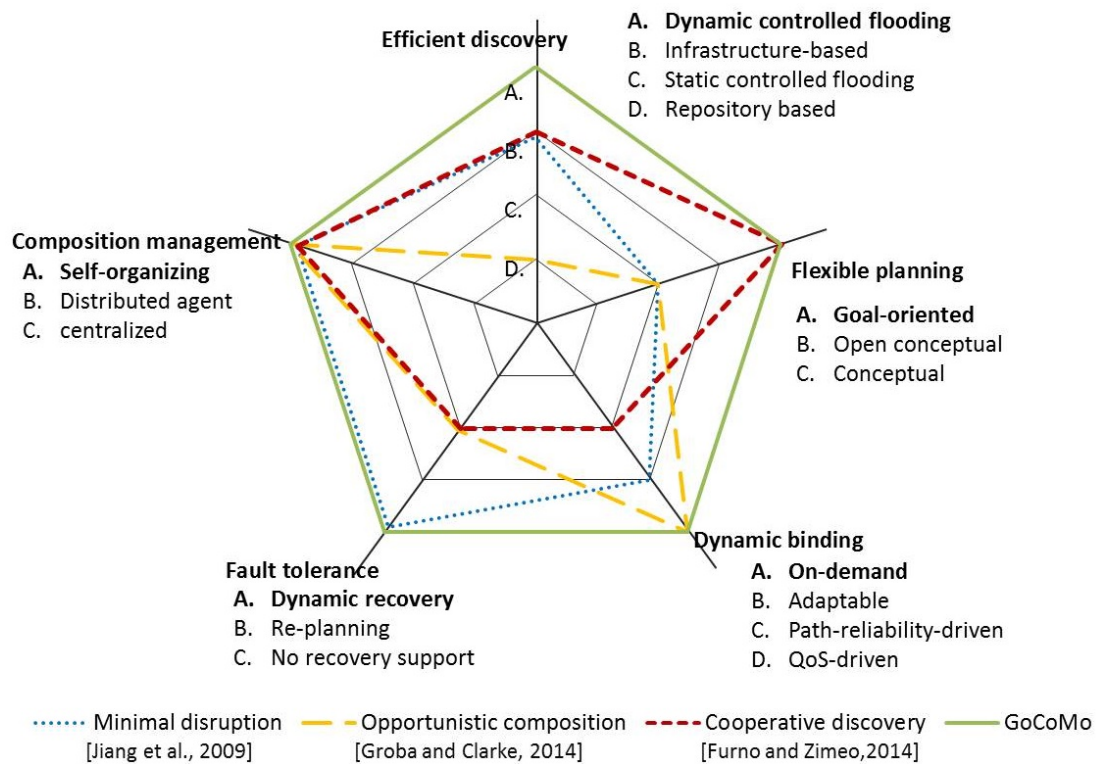 Efficient discovery
A. Dynamic controlled flooding
B. Infrastructure-based
C. Static controlled flooding
D. Repository based
A.
B.
C.
D.
Composition management
A. Self-organizing
B. Distributed agent
C. centralized
Flexible planning
A. Goal-oriented
B. Open conceptual
C. Conceptual
Dynamic binding
A. On-demand
B. Adaptable
C. Path-reliability-driven
D. QoS-driven
Fault tolerance
A. Dynamic recovery
B. Re-planning
C. No recovery support
Minimal disruption
[Jiang et al., 2009]
Opportunistic composition
[Groba and Clarke, 2014]
Cooperative discovery
[Furno and Zimeo,2014]
GoCoMo